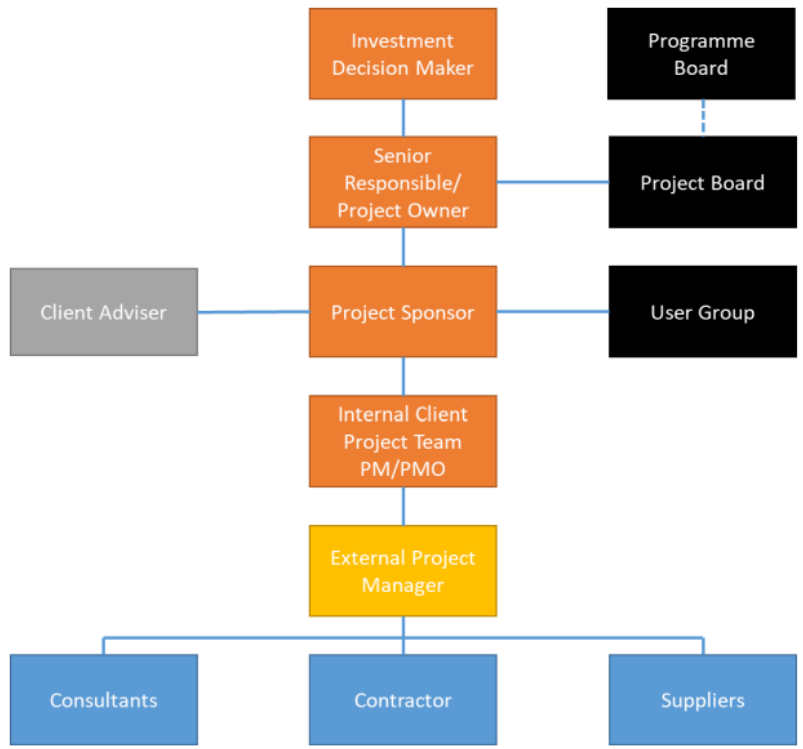 Investment
Decision Maker
Programme
Board
Senior
Responsible/
Project Owner
Project Board
Client Adviser
Project Sponsor
User Group
Internal Client
Project Team
PM/PMO
External Project
Manager
Consultants
Contractor
Suppliers